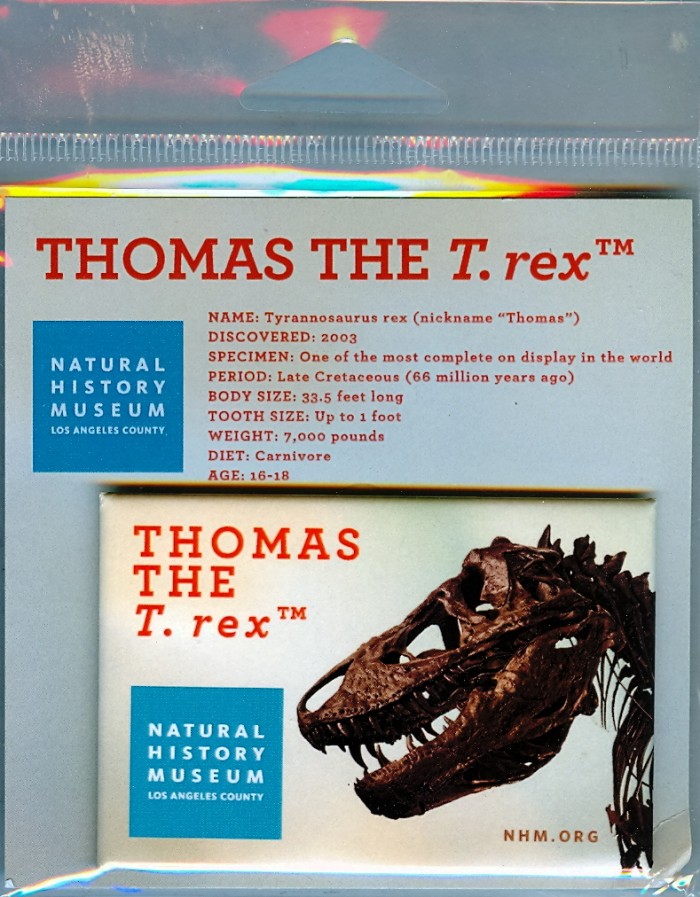 THOMAS THE T. rex™
NATURAL
HISTORY
MUSEUM
LOS ANGELES COUNTY
NAME: Tyrannosaurus rex (nickname “Thomas”)
DISCOVERED: 2003
SPECIMEN: One of the most complete on display in the world
PERIOD: Late Cretaceous (66 million years ago)
BODY SIZE: 33.5 feet long
TOOTH SIZE: Up to 1 foot
WEIGHT: 7,000 pounds
DIET: Carnivore
AGE: 16-18
THOMAS
THE
T. rex™
NATURAL
HISTORY
MUSEUM
LOS ANGELES COUNTY
NHM.ORG